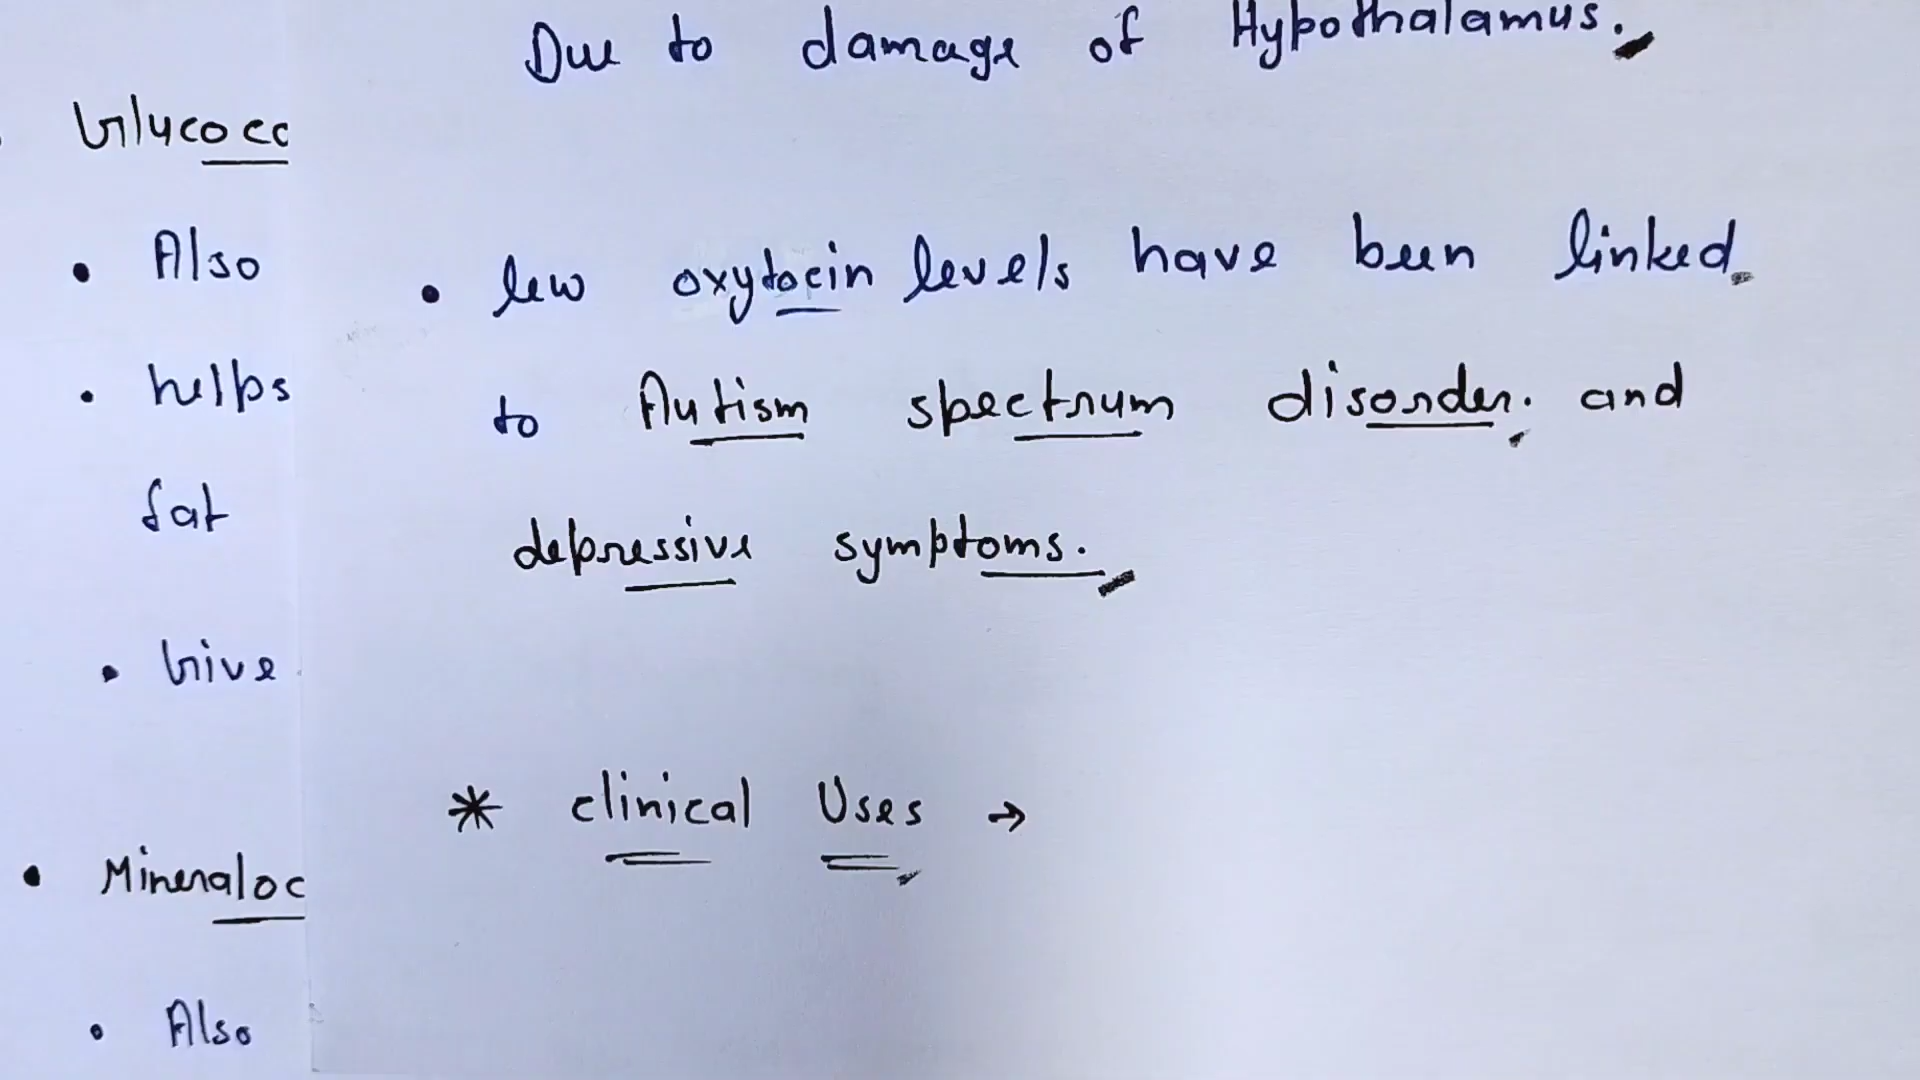 Due to damage of Hypothalamus.
• low oxytocin levels have been linked
to Autism spectrum disorder. and
depressive symptoms.
* clinical Uses →
Glucocc
• Also
• helps
fat
• Give
• Mineraloc
• Also